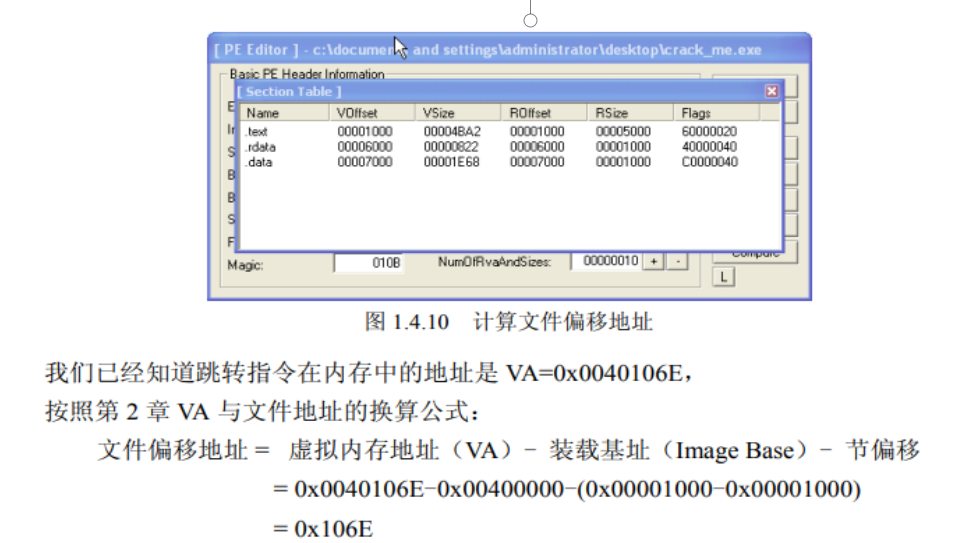 [ PE Editor ] - c:\documents and settings\administrator\desktop\crack_me.exe
Basic PE Header Information
[ Section Table ]
Name VOffset VSize ROffset RSize Flags
.text 00001000 00004BA2 00001000 00005000 60000020
.rdata 00006000 00000822 00006000 00001000 40000040
.data 00007000 00001E68 00007000 00001000 C0000040
Magic: 010B NumOfRvaAndSizes: 00000010 + - Compare
L
图 1.4.10 计算文件偏移地址
我们已经知道跳转指令在内存中的地址是 VA=0x0040106E，
按照第 2 章 VA 与文件地址的换算公式：
文件偏移地址 = 虚拟内存地址（VA）− 装载基址（Image Base）− 节偏移
= 0x0040106E−0x00400000−(0x00001000−0x00001000)
= 0x106E